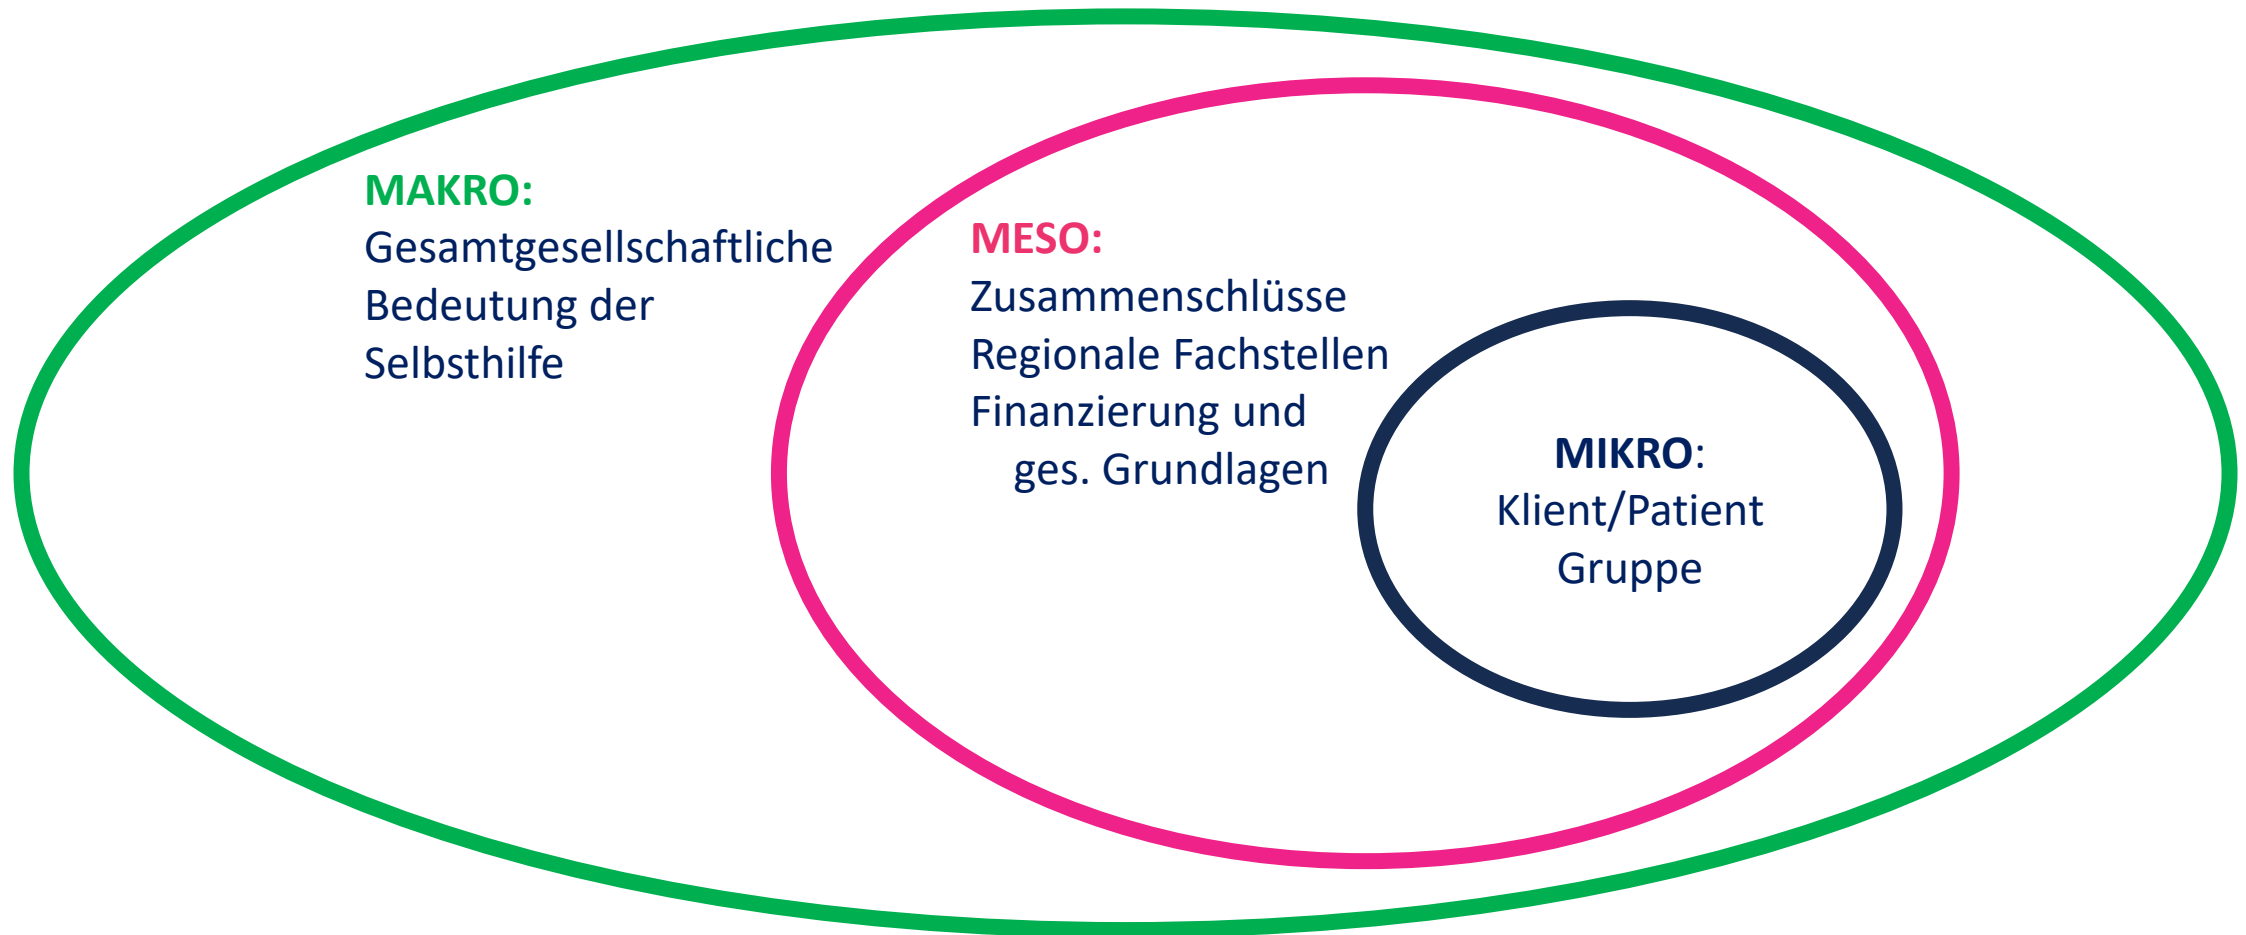 MAKRO:
Gesamtgesellschaftliche
Bedeutung der
Selbsthilfe
MESO:
Zusammenschlüsse
Regionale Fachstellen
Finanzierung und
ges. Grundlagen
MIKRO:
Klient/Patient
Gruppe